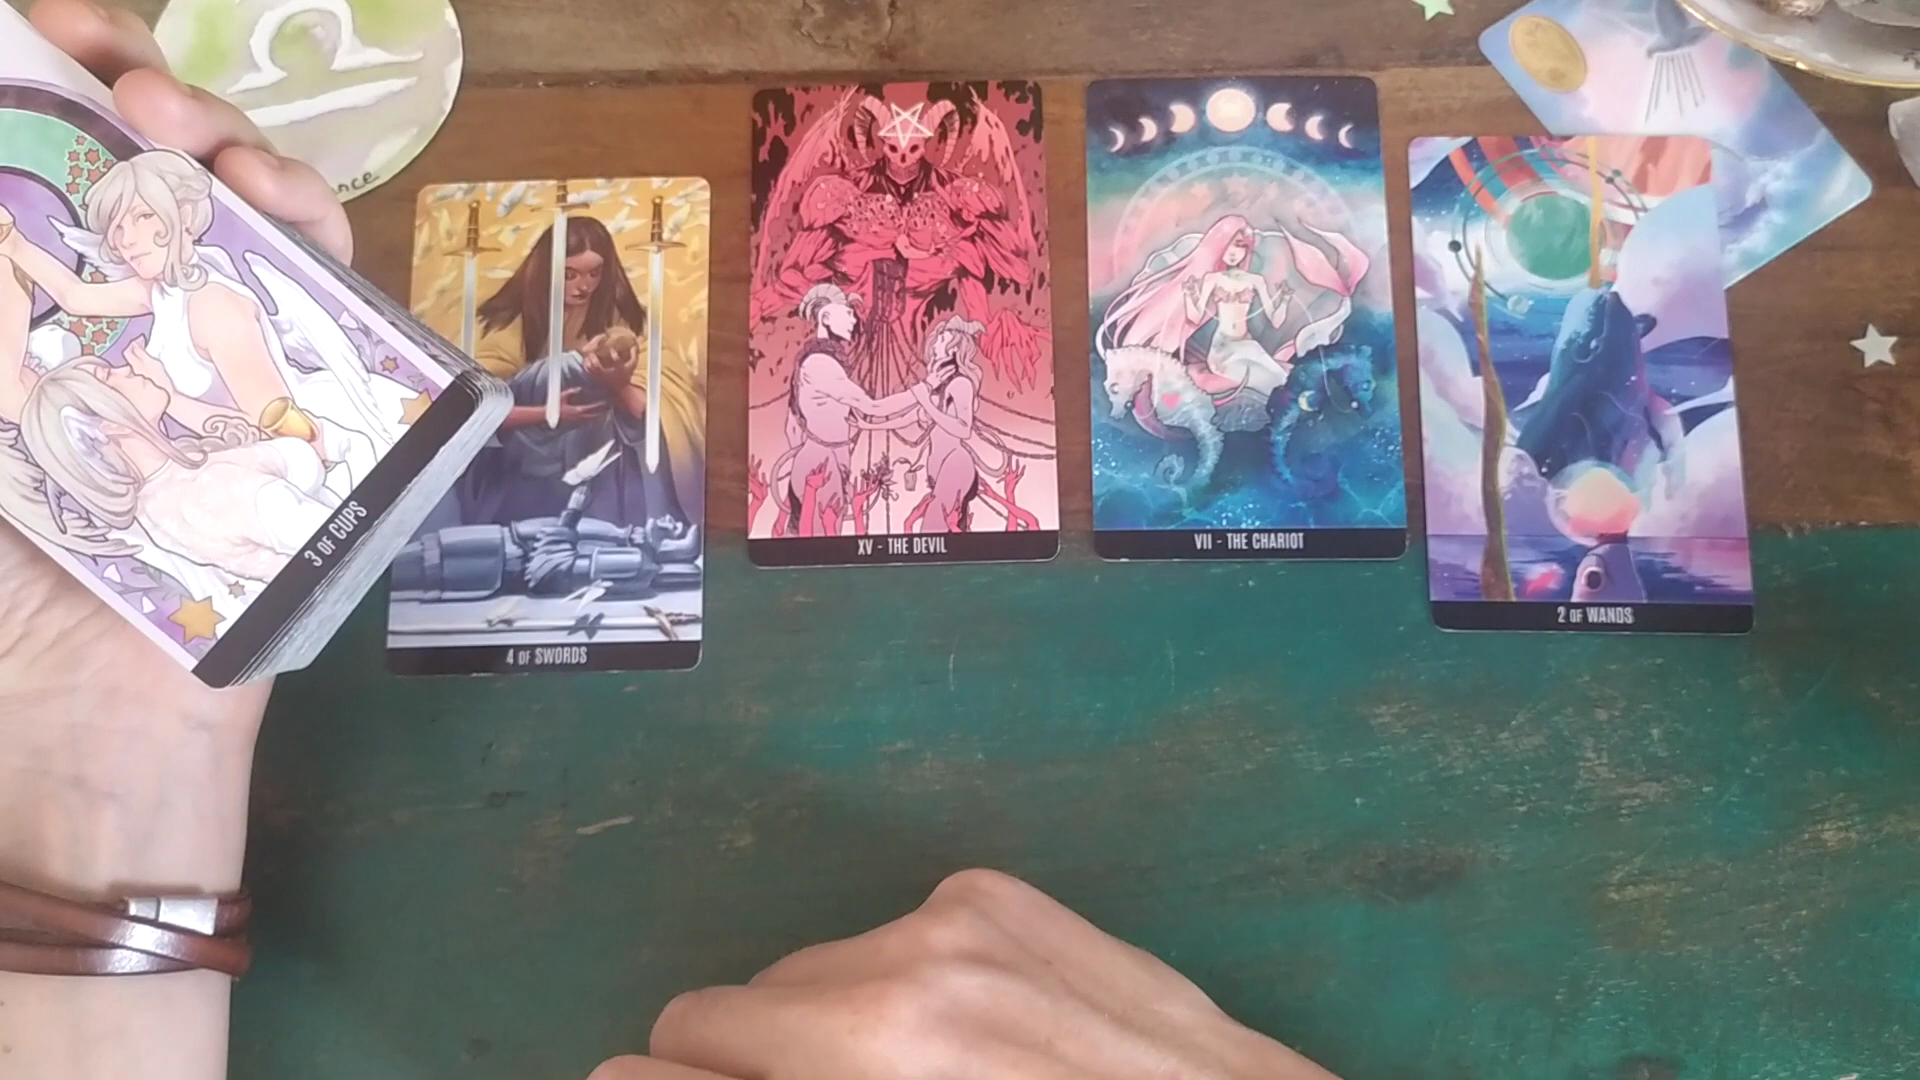 3 OF CUPS
4 OF SWORDS
XV - THE DEVIL
VII - THE CHARIOT
2 OF WANDS